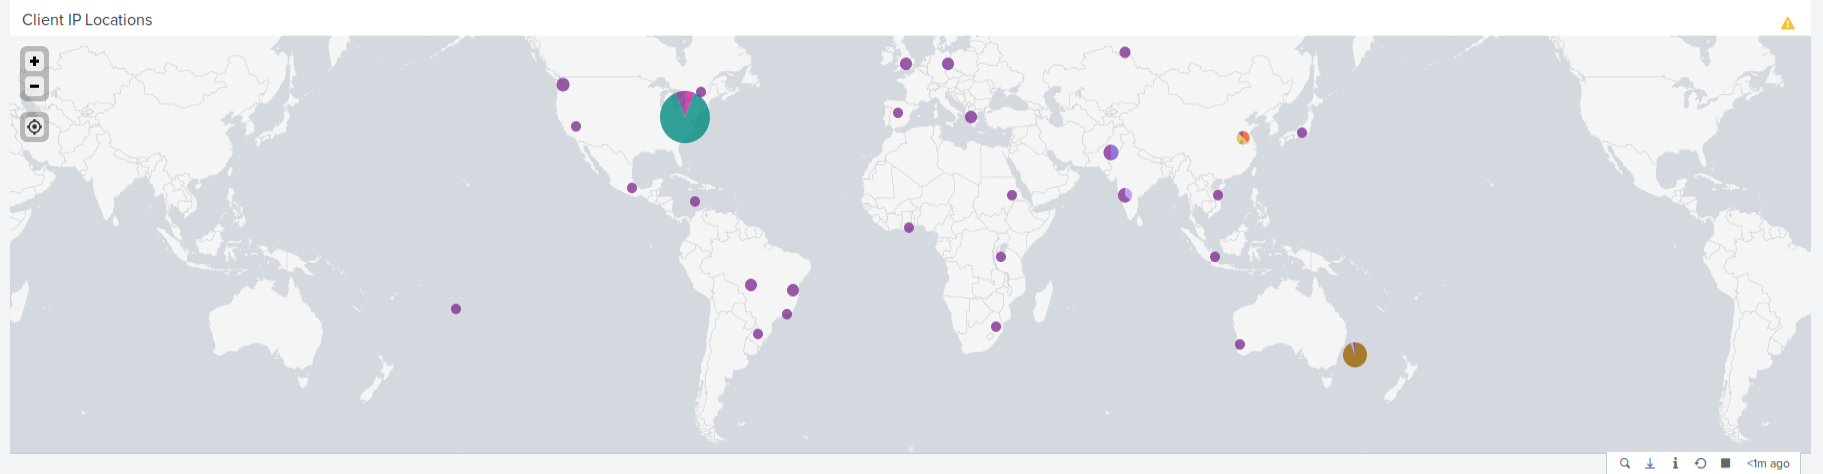 Client IP Locations
+
−
<1m ago